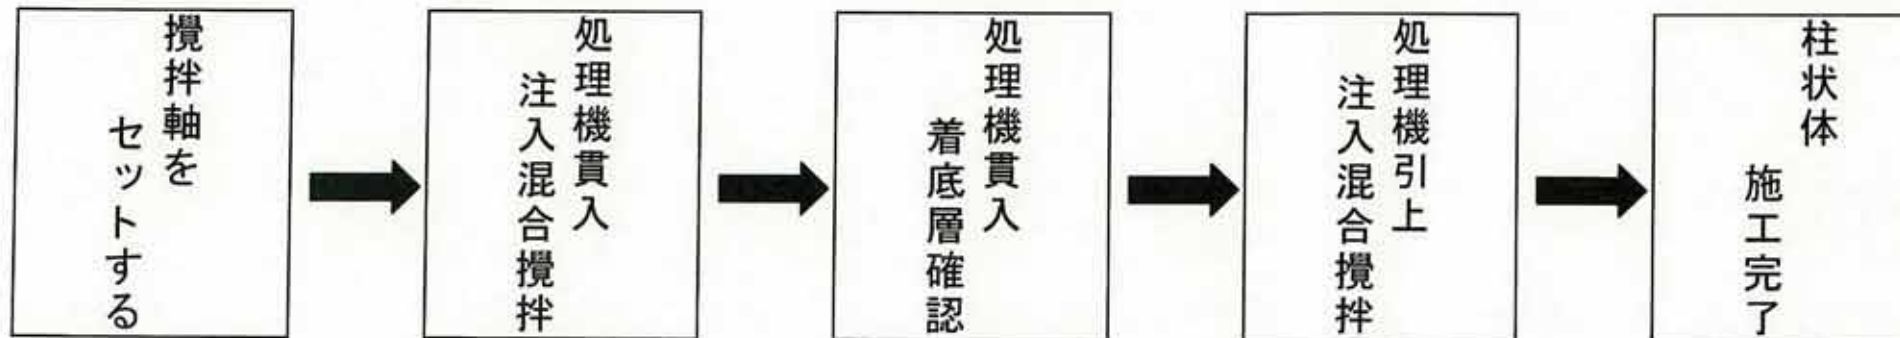 攪拌軸を
セットする
処理機貫入
注入混合攪拌
処理機貫入
着底層確認
処理機引上
注入混合攪拌
柱状体
施工完了